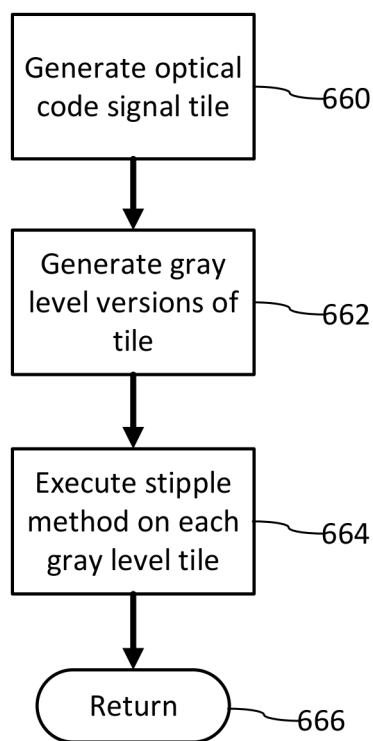 Generate optical
code signal tile
660
Generate gray
level versions of
tile
662
Execute stipple
method on each
gray level tile
664
Return
666